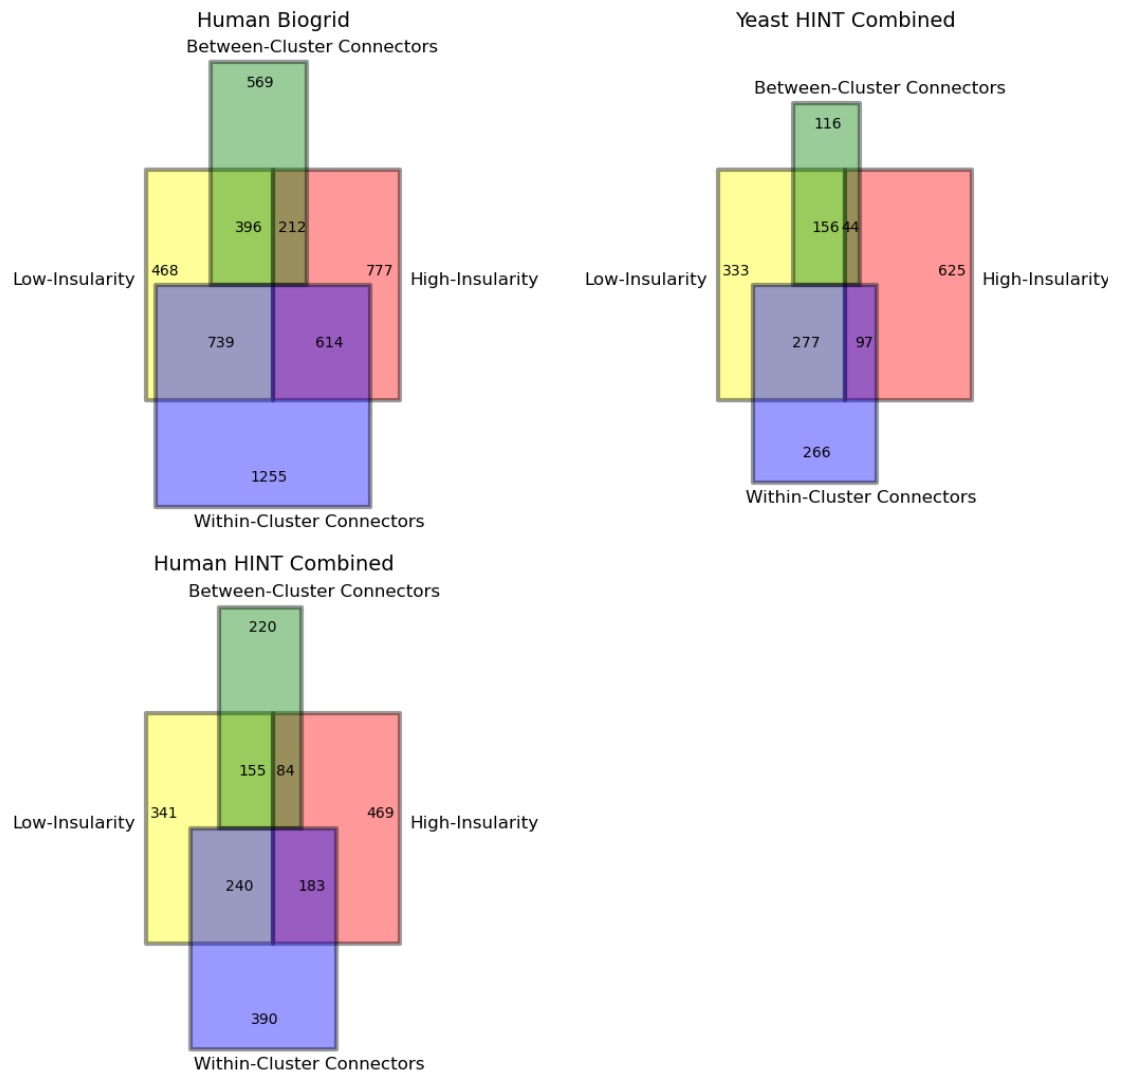 Human Biogrid
Between-Cluster Connectors
569
396 212
468
777
Low-Insularity
High-Insularity
739
614
1255
Within-Cluster Connectors
Yeast HINT Combined
Between-Cluster Connectors
116
156 44
333
625
Low-Insularity
High-Insularity
277
97
266
Within-Cluster Connectors
Human HINT Combined
Between-Cluster Connectors
220
155 84
341
469
Low-Insularity
High-Insularity
240
183
390
Within-Cluster Connectors